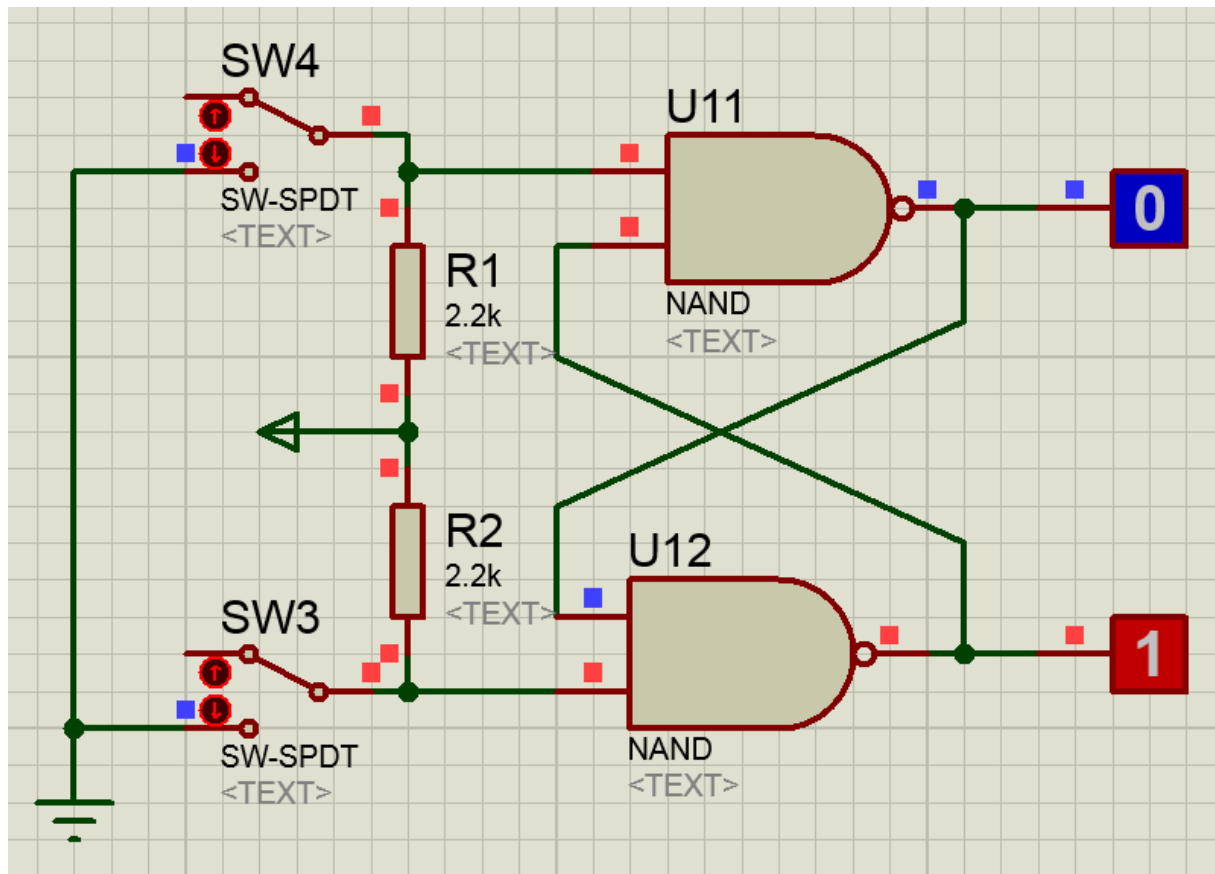 SW4
SW-SPDT
<TEXT>
U11
NAND
<TEXT>
0
R1
2.2k
<TEXT>
R2
2.2k
<TEXT>
SW3
SW-SPDT
<TEXT>
U12
NAND
<TEXT>
1